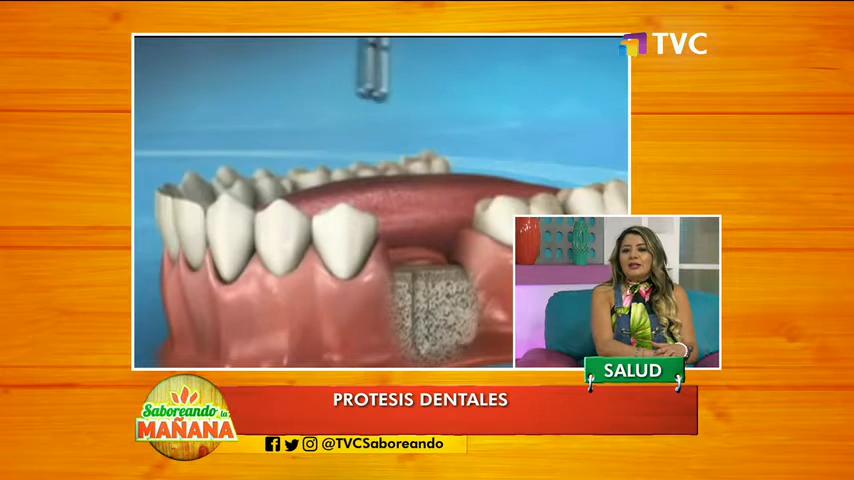 TVC
SALUD
PROTESIS DENTALES
Saboreando la
MAÑANA
@TVCSaboreando